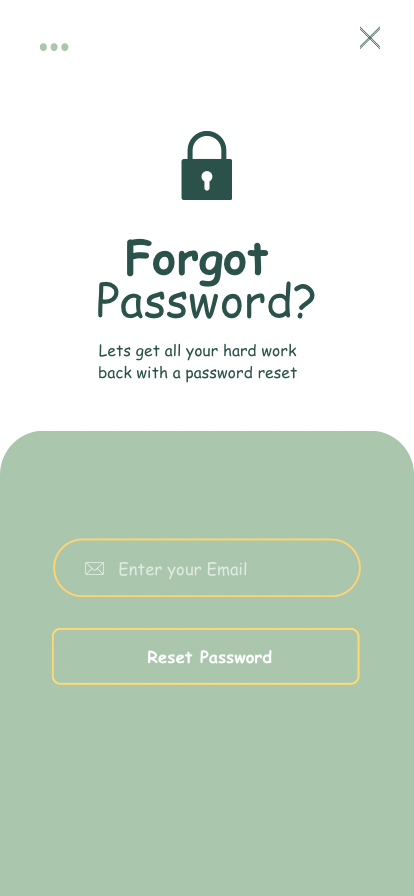 Forgot
Password?
Lets get all your hard work
back with a password reset
Enter your Email
Reset Password